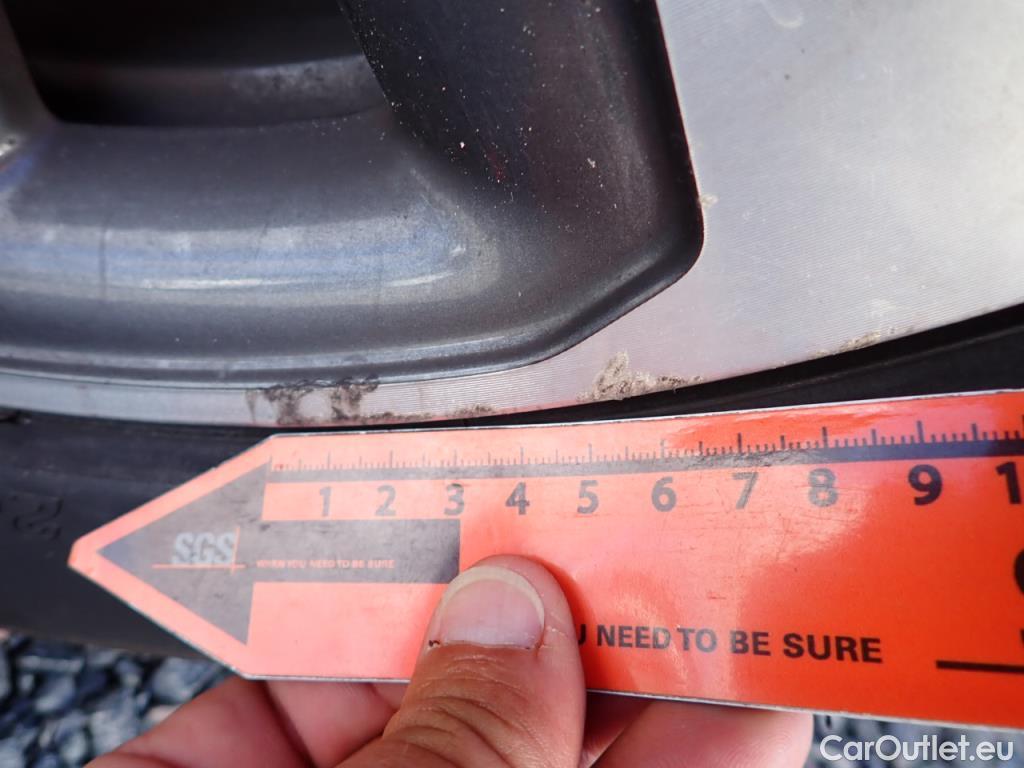 1 2 3 4 5 6 7 8 9 1
SGS
WHEN YOU NEED TO BE SURE
U NEED TO BE SURE
CarOutlet.eu